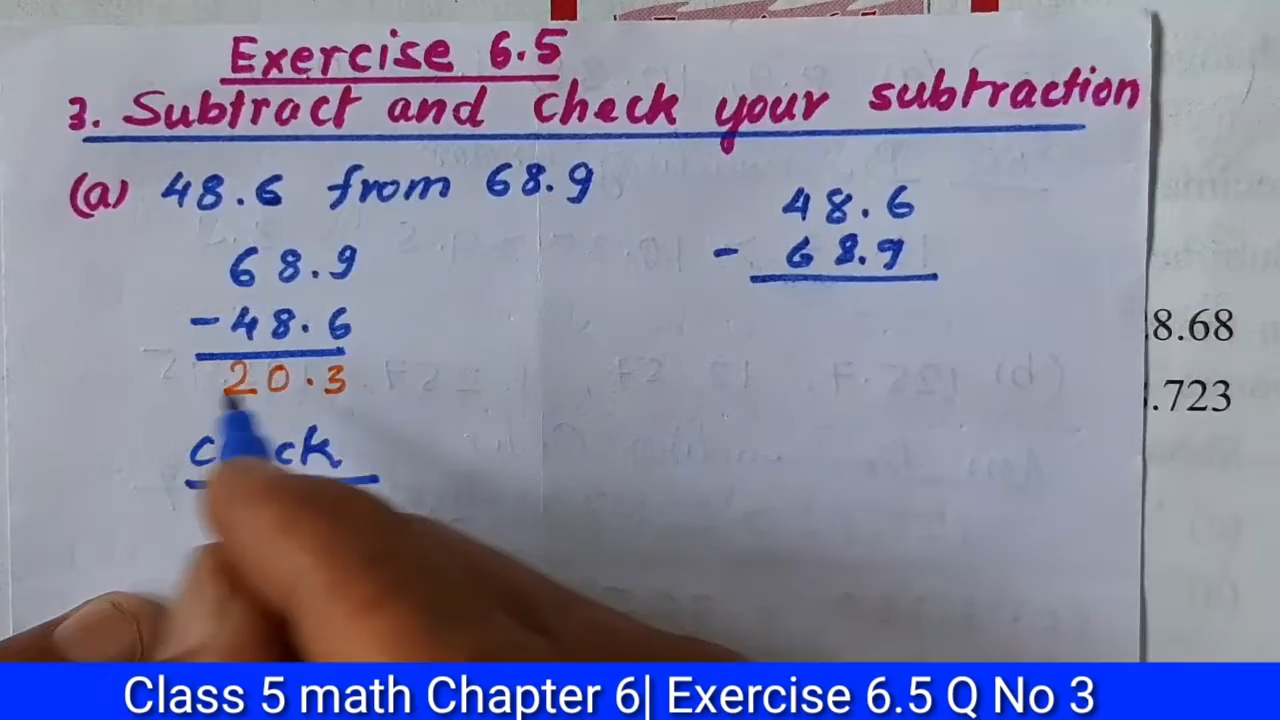 Exercise 6.5
3. Subtract and check your subtraction
(a) 48.6 from 68.9
68.9
- 48.6
20.3
48.6
- 68.9
8.68
.723
Class 5 math Chapter 6| Exercise 6.5 Q No 3